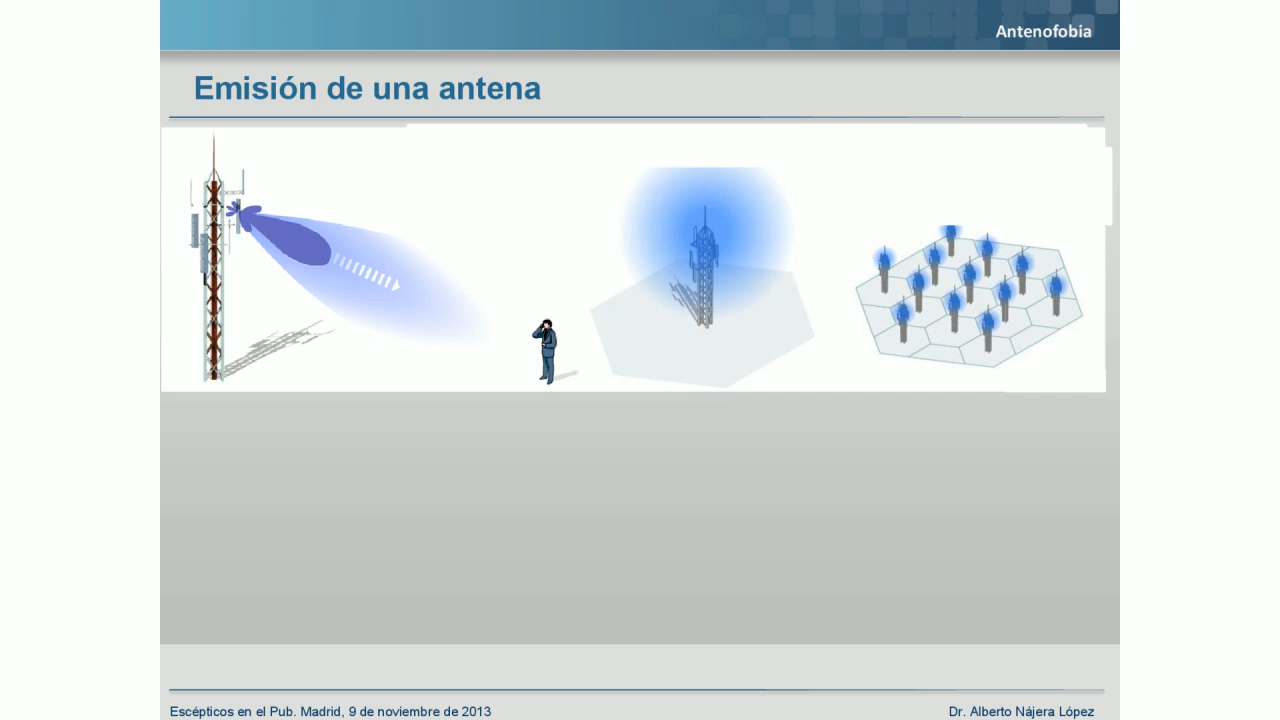 Antenofobia
Emisión de una antena
Escépticos en el Pub. Madrid, 9 de noviembre de 2013
Dr. Alberto Nájera López